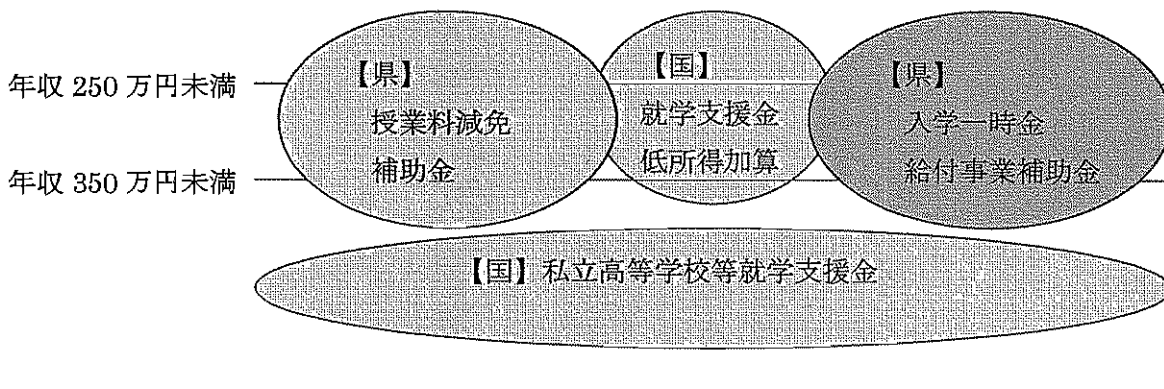 年収 250 万円未満
年収 350 万円未満
【県】
授業料減免
補助金
【国】
就学支援金
低所得加算
【県】
入学一時金
給付事業補助金
【国】私立高等学校等就学支援金